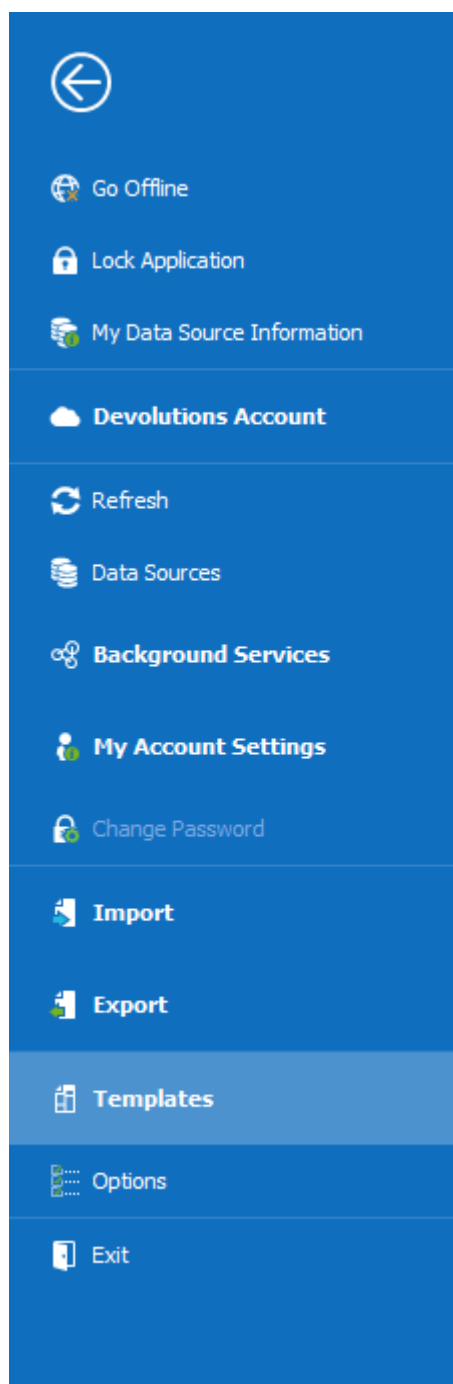 Go Offline
Lock Application
My Data Source Information
Devolutions Account
Refresh
Data Sources
Background Services
My Account Settings
Change Password
Import
Export
Templates
Options
Exit